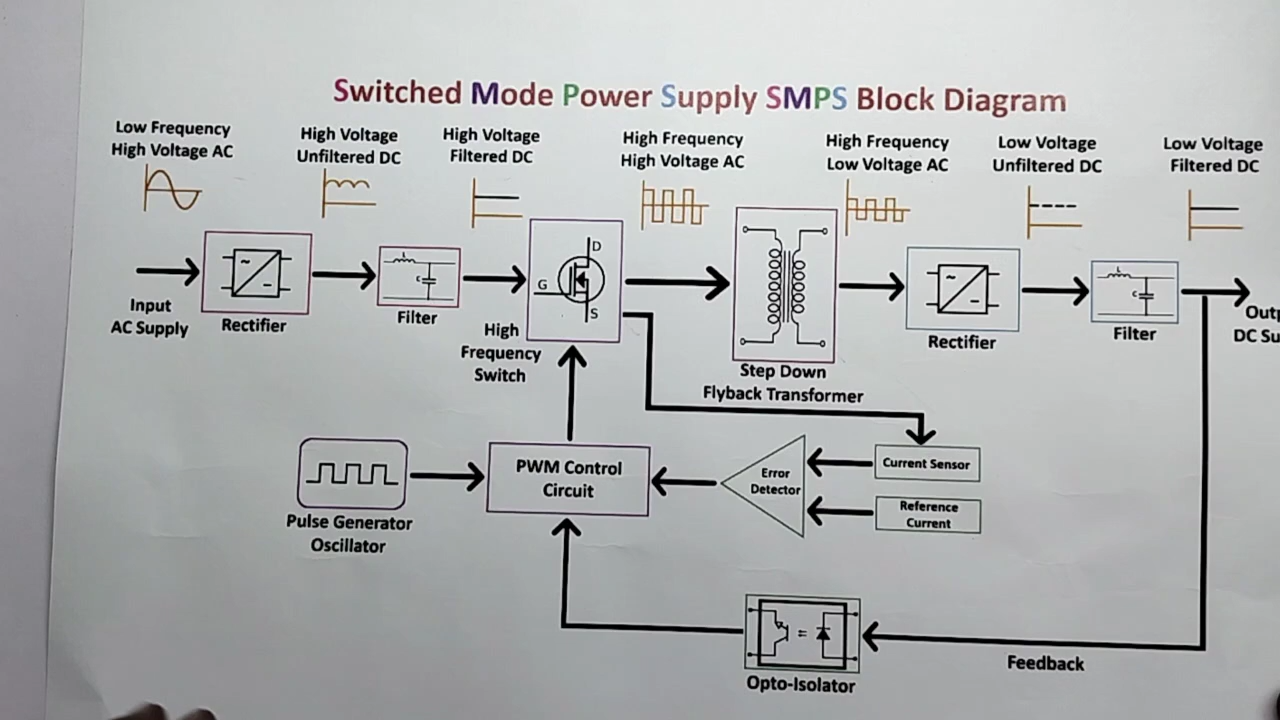 Switched Mode Power Supply SMPS Block Diagram
Low Frequency
High Voltage AC
High Voltage
Unfiltered DC
High Voltage
Filtered DC
High Frequency
High Voltage AC
High Frequency
Low Voltage AC
Low Voltage
Unfiltered DC
Low Voltage
Filtered DC
Input
AC Supply
~
−
Rectifier
L
C
Filter
D
G
S
High
Frequency
Switch
Step Down
Flyback Transformer
~
−
Rectifier
L
C
Filter
DC
Pulse Generator
Oscillator
PWM Control
Circuit
Error
Detector
Current Sensor
Reference
Current
=
Opto-Isolator
Feedback